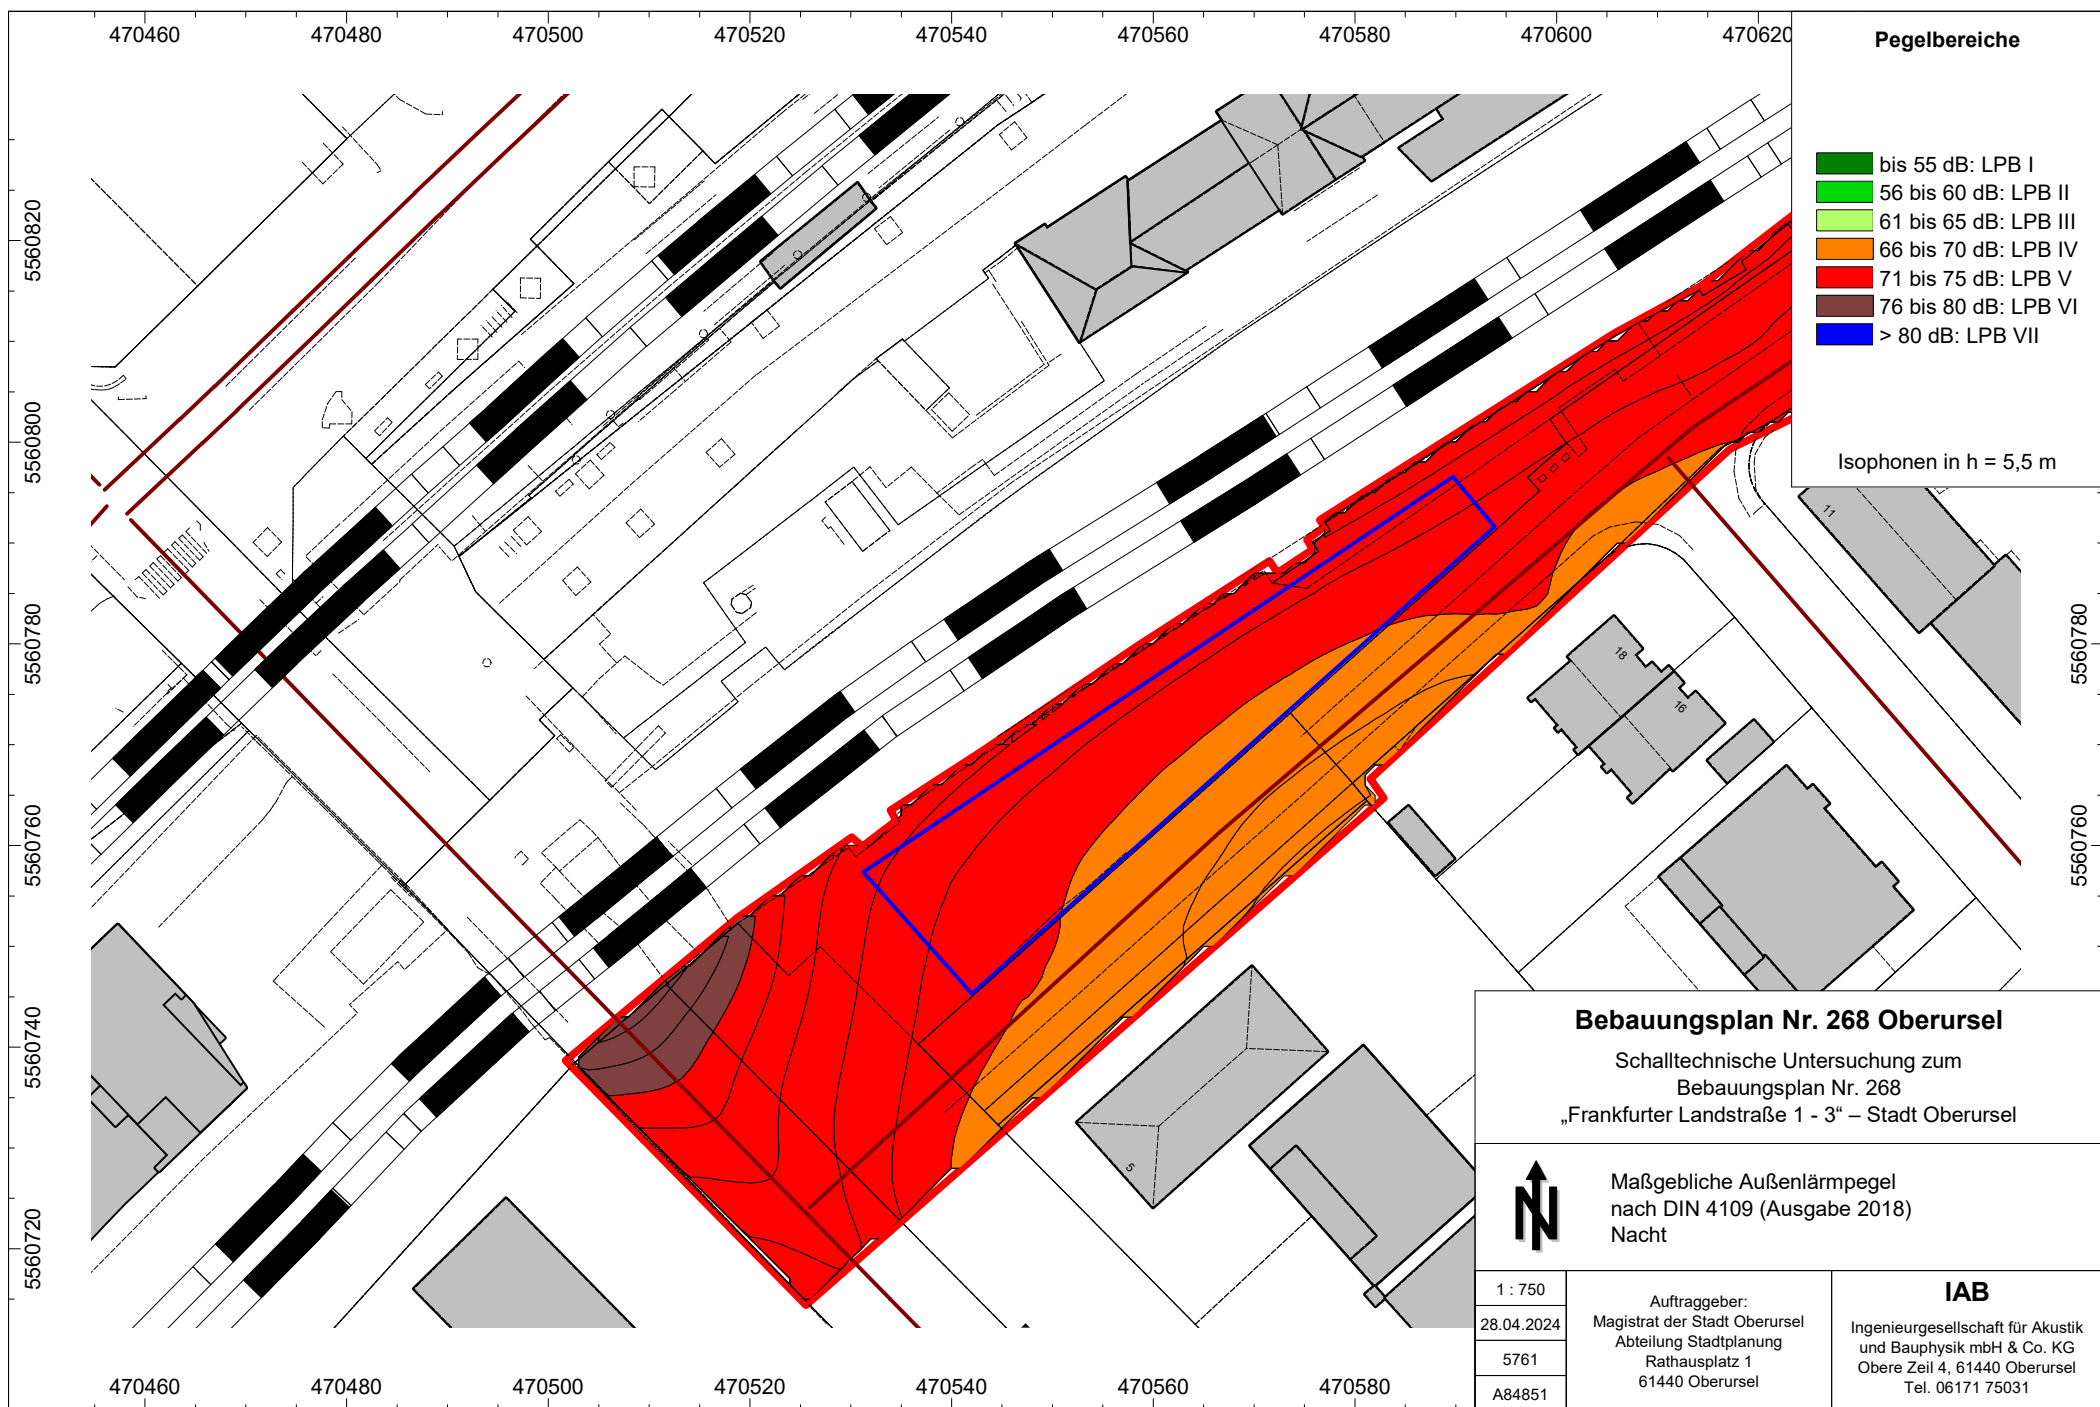 470460 470480 470500 470520 470540 470560 470580 470600 470620
Pegelbereiche
bis 55 dB: LPB I
56 bis 60 dB: LPB II
61 bis 65 dB: LPB III
66 bis 70 dB: LPB IV
71 bis 75 dB: LPB V
76 bis 80 dB: LPB VI
> 80 dB: LPB VII
Isophonen in h = 5,5 m
5560820
5560800
5560780
5560760
5560740
5560720
5560780
5560760
11
18
16
5
Bebauungsplan Nr. 268 Oberursel
Schalltechnische Untersuchung zum
Bebauungsplan Nr. 268
„Frankfurter Landstraße 1 - 3“ – Stadt Oberursel
N
Maßgebliche Außenlärmpegel
nach DIN 4109 (Ausgabe 2018)
Nacht
1 : 750
28.04.2024
5761
A84851
Auftraggeber:
Magistrat der Stadt Oberursel
Abteilung Stadtplanung
Rathausplatz 1
61440 Oberursel
IAB
Ingenieurgesellschaft für Akustik
und Bauphysik mbH & Co. KG
Obere Zeil 4, 61440 Oberursel
Tel. 06171 75031
470460 470480 470500 470520 470540 470560 470580